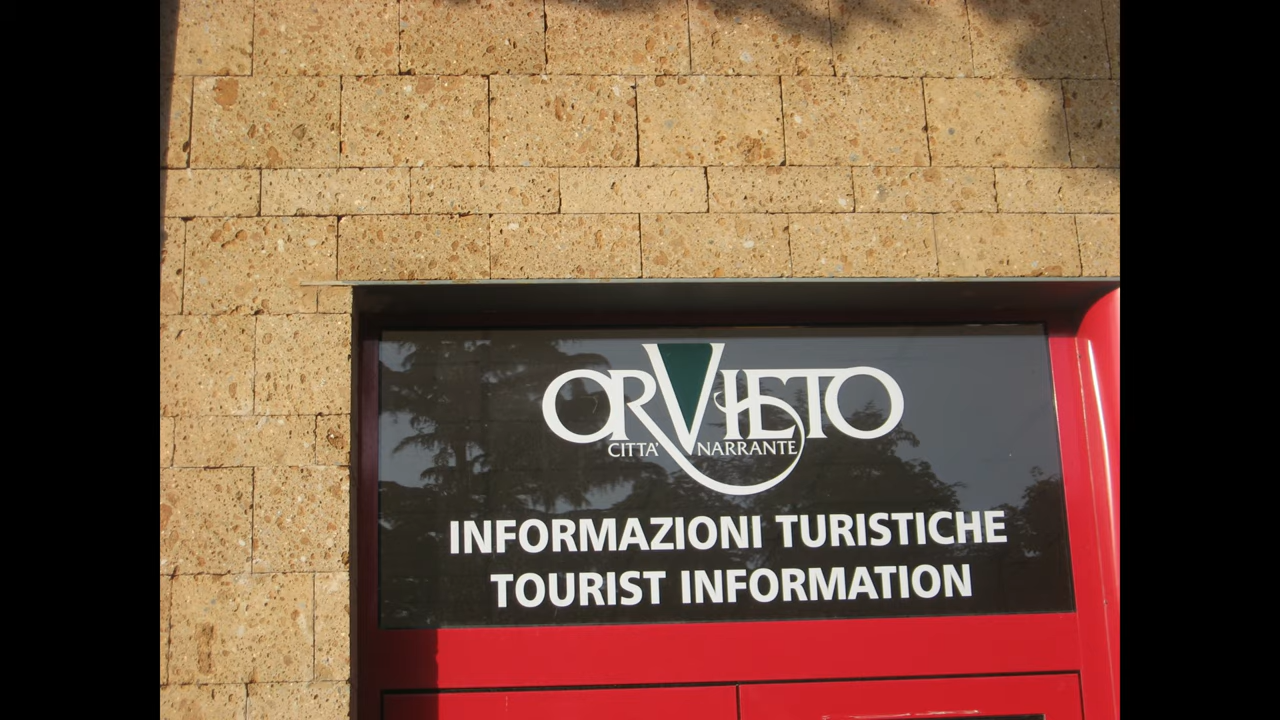 ORVIETO
CITTA' NARRANTE
INFORMAZIONI TURISTICHE
TOURIST INFORMATION